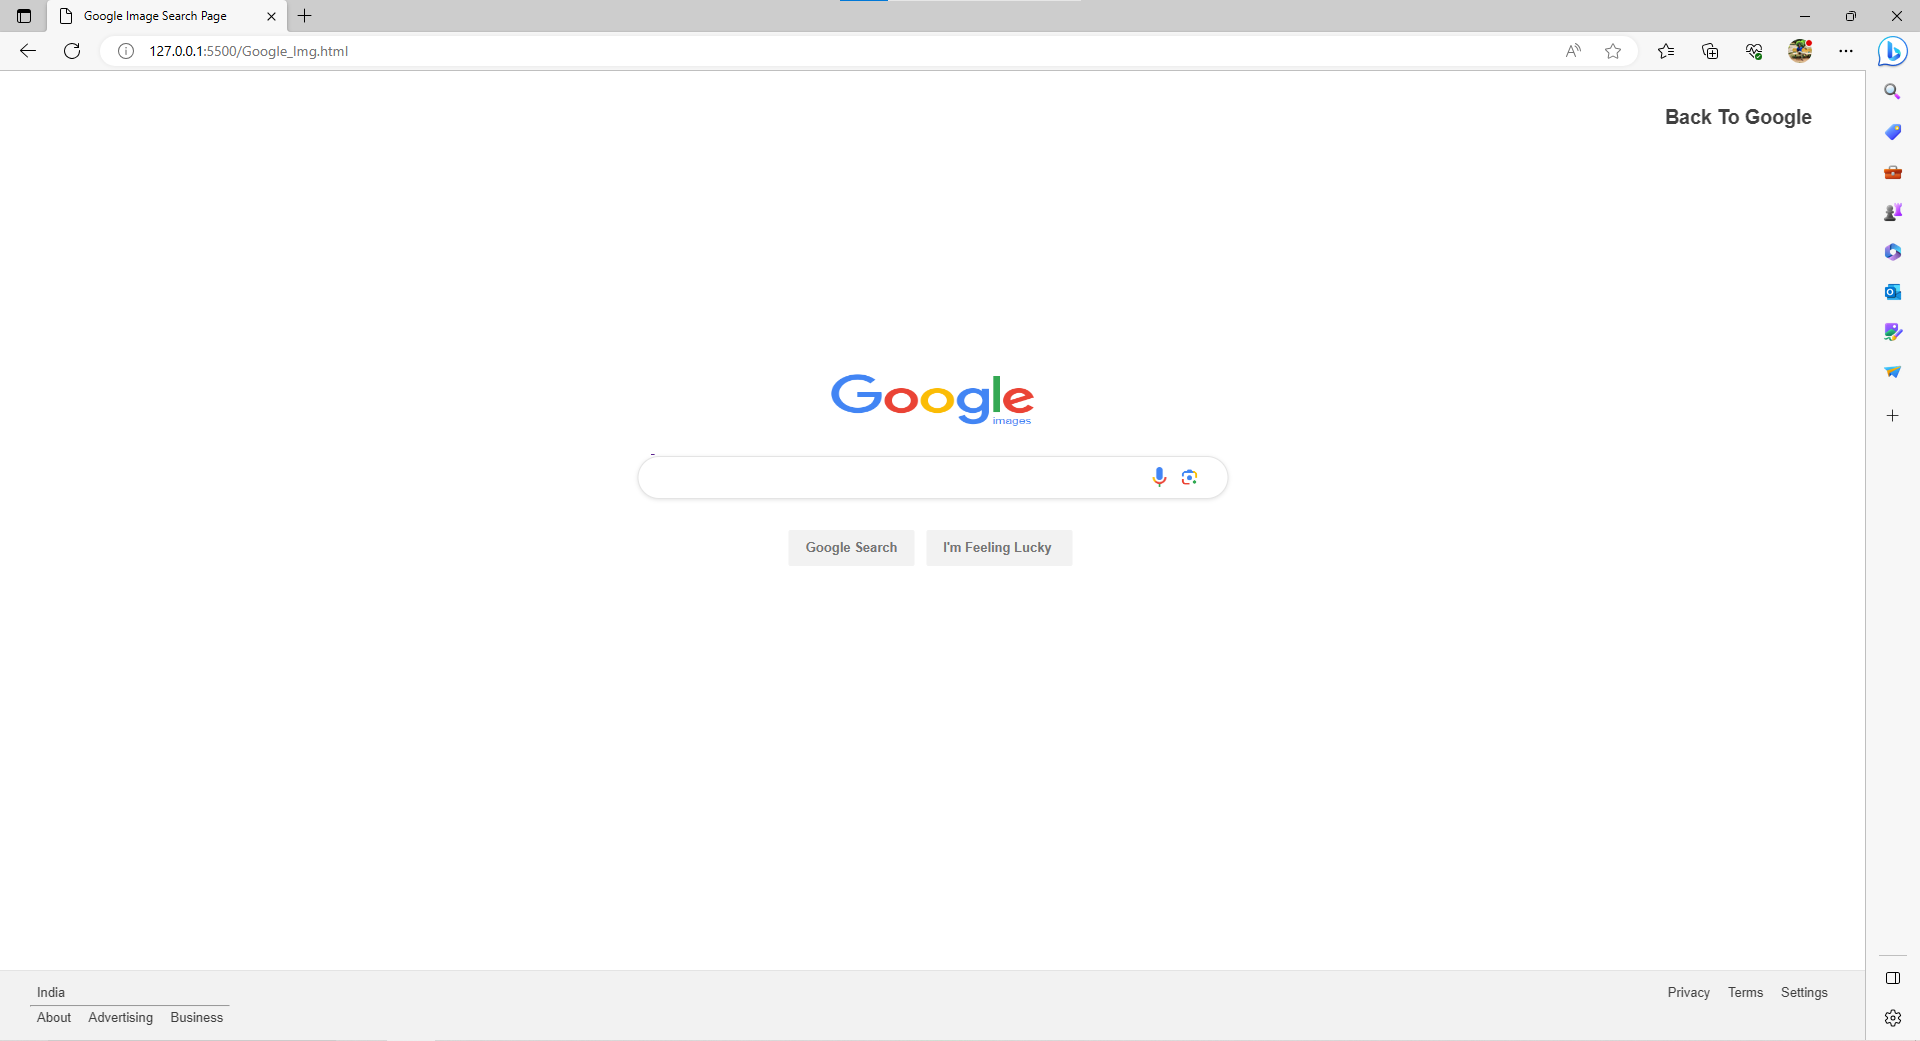 Google Image Search Page
127.0.0.1:5500/Google_Img.html
Back To Google
Google
images
Google Search
I'm Feeling Lucky
India
Privacy Terms Settings
About Advertising Business